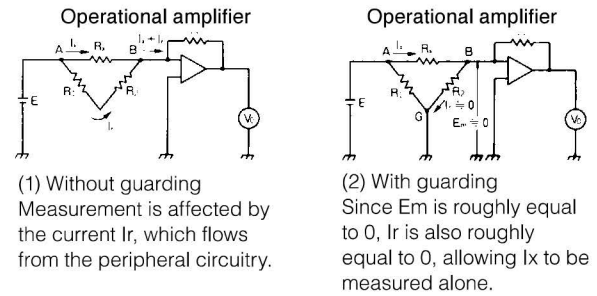 Operational amplifier
A
B
E
G
Em ≒ 0
(1) Without guarding
Measurement is affected by
the current Ir, which flows
from the peripheral circuitry.
Operational amplifier
A
B
E
(2) With guarding
Since Em is roughly equal
to 0, Ir is also roughly
equal to 0, allowing Ix to be
measured alone.